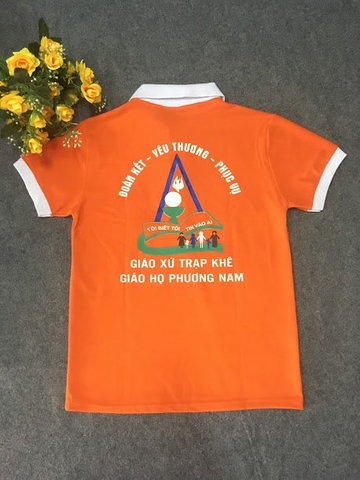 ĐOÀN KẾT - YÊU THƯƠNG - PHỤC VỤ
TÔI BIẾT TÔI TIN VÀO AI
GIÁO XỨ TRẠP KHÊ
GIÁO HỌ PHƯƠNG NAM